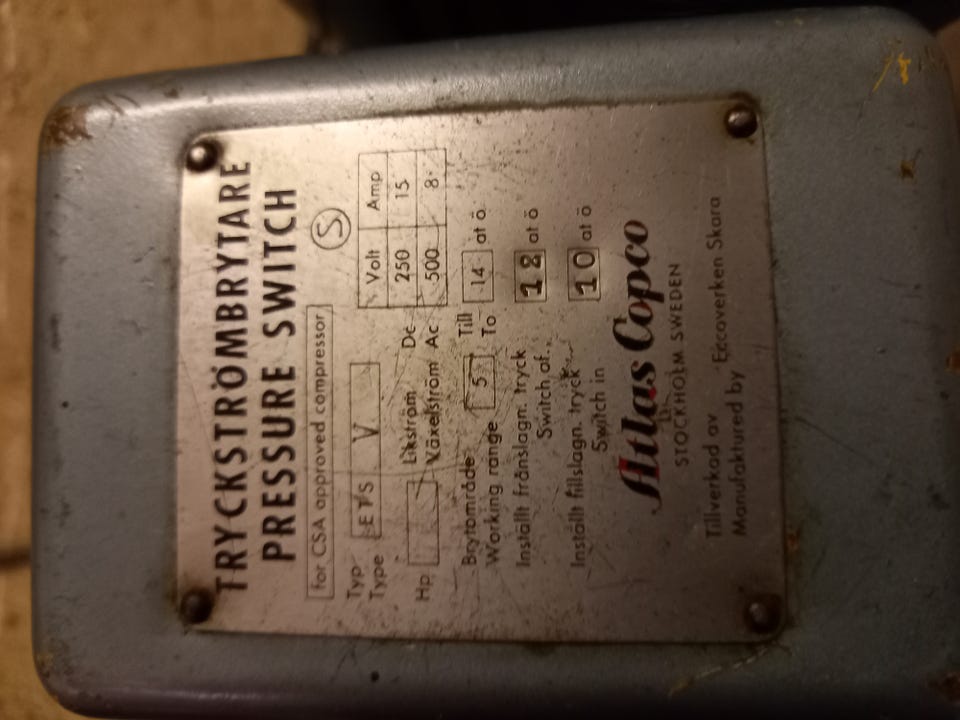 TRYCKSTRÖMBRYTARE
PRESSURE SWITCH
for CSA approved compressor
S
Typ
Type
ETS
V
Volt Amp
Hp
Likström Dc 250 15
Växelström Ac 500 8
Brytområde
Working range
5
Till
To
14 at ö
Inställt frånslagn. tryck
Switch of.
12 at ö
Inställt tillslagn. tryck
Switch in
10 at ö
Atlas Copco
STOCKHOLM SWEDEN
Tillverkad av
Manufaktured by
Eccoverken Skara